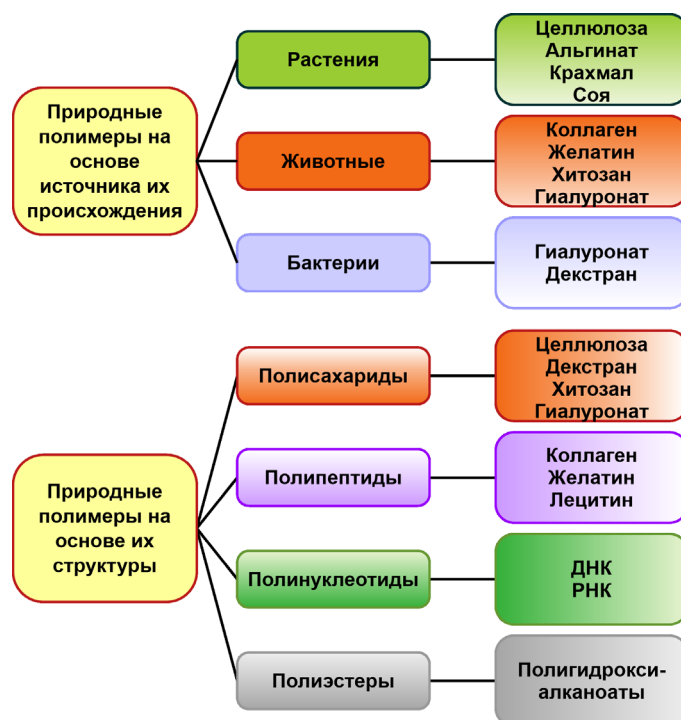 Природные
полимеры на
основе
источника их
происхождения
Растения
Целлюлоза
Альгинат
Крахмал
Соя
Животные
Коллаген
Желатин
Хитозан
Гиалуронат
Бактерии
Гиалуронат
Декстран
Природные
полимеры на
основе их
структуры
Полисахариды
Целлюлоза
Декстран
Хитозан
Гиалуронат
Полипептиды
Коллаген
Желатин
Лецитин
Полинуклеотиды
ДНК
РНК
Полиэстеры
Полигидрокси-
алканоаты